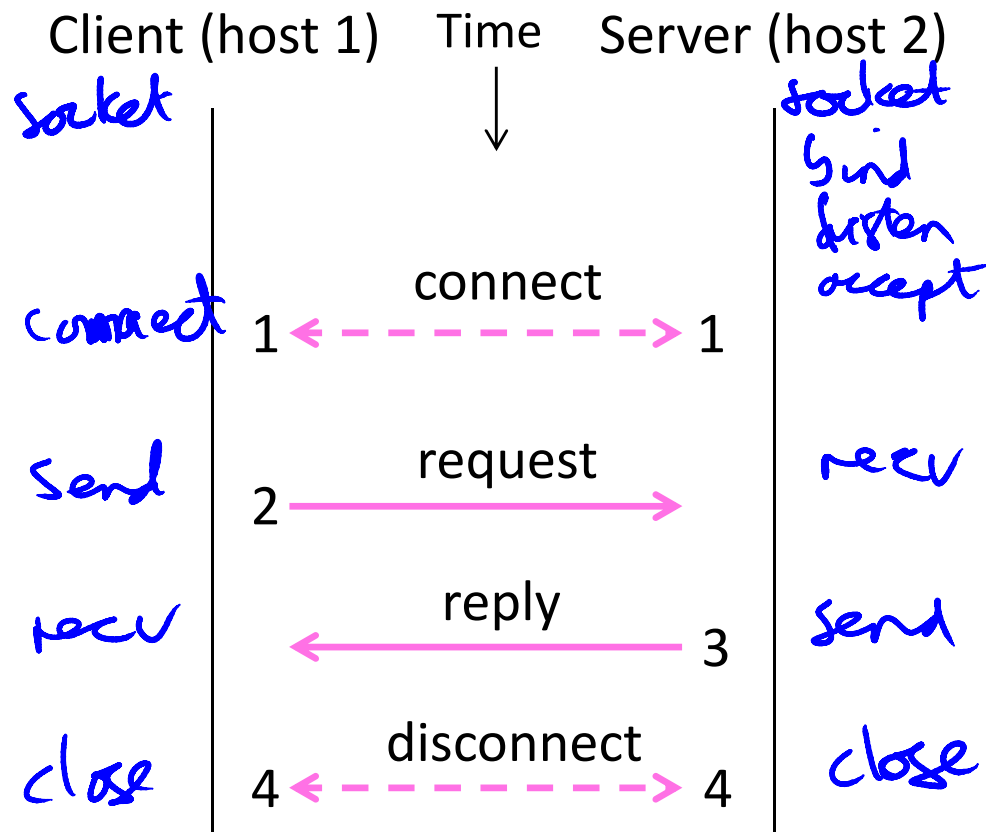 Client (host 1) Time Server (host 2)
socket socket
bind
listen
accept
connect
connect 1 1
request
send 2 recv
reply
recv 3 send
disconnect
close 4 4 close